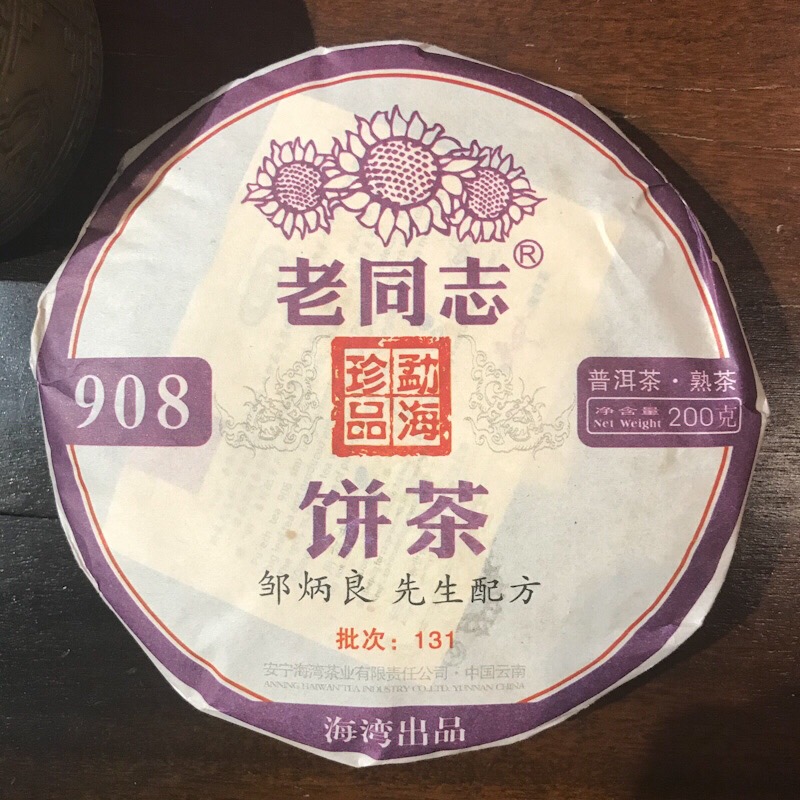 老同志®
勐海
珍品
908
普洱茶·熟茶
净含量
Net Weight 200克
饼茶
邹炳良 先生配方
批次：131
安宁海湾茶业有限责任公司·中国云南
ANNING HAIWAN TEA INDUSTRY CO.,LTD. YUNNAN CHINA
海湾出品